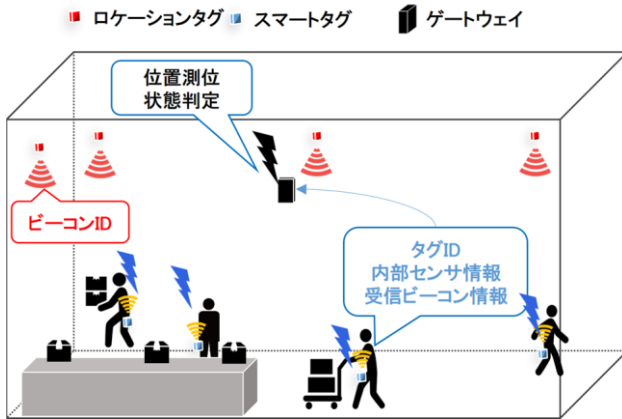 ロケーションタグ スマートタグ ゲートウェイ
位置測位
状態判定
ビーコンID
タグID
内部センサ情報
受信ビーコン情報